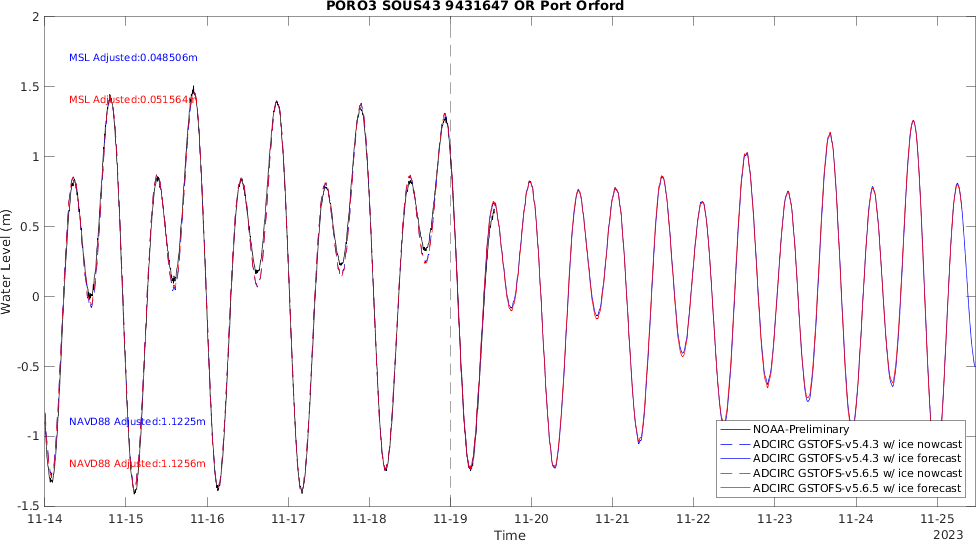 PORO3 SOUS43 9431647 OR Port Orford
Water Level (m)
2
1.5
1
0.5
0
-0.5
-1
-1.5
MSL Adjusted:0.048506m
MSL Adjusted:0.051564m
NAVD88 Adjusted:1.1225m
NAVD88 Adjusted:1.1256m
NOAA-Preliminary
ADCIRC GSTOFS-v5.4.3 w/ ice nowcast
ADCIRC GSTOFS-v5.4.3 w/ ice forecast
ADCIRC GSTOFS-v5.6.5 w/ ice nowcast
ADCIRC GSTOFS-v5.6.5 w/ ice forecast
11-14 11-15 11-16 11-17 11-18 11-19 11-20 11-21 11-22 11-23 11-24 11-25
2023
Time